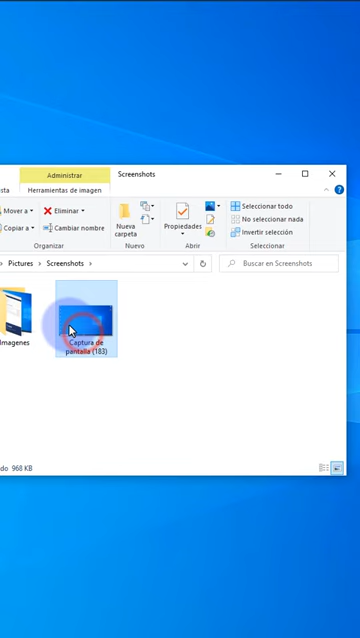 Administrar
Screenshots
sta
Herramientas de imagen
Mover a
Eliminar
Copiar a
Cambiar nombre
Organizar
Nueva
carpeta
Nuevo
Propiedades
Abrir
Seleccionar todo
No seleccionar nada
Invertir selección
Seleccionar
Pictures
Screenshots
Buscar en Screenshots
Imagenes
Captura de
pantalla (183)
do 968 KB